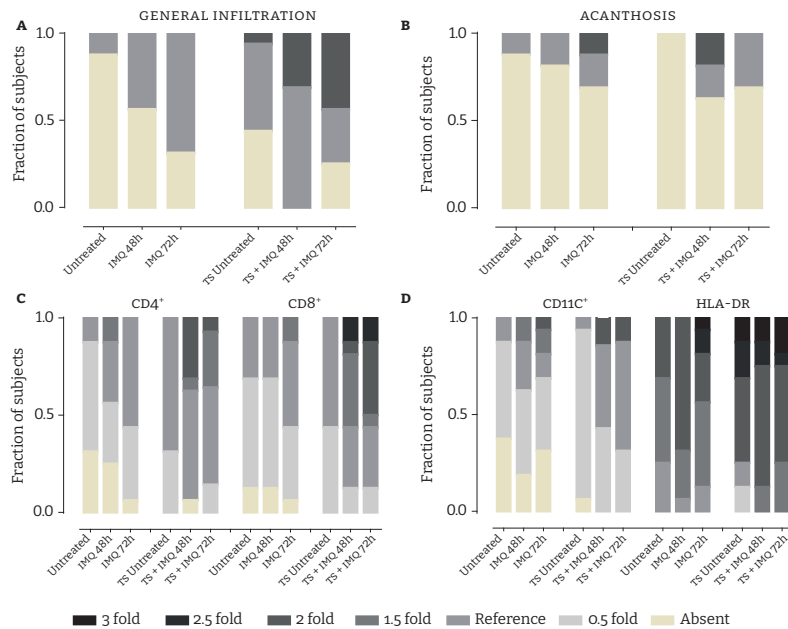 A
GENERAL INFILTRATION
Fraction of subjects
1.0
0.5
0.0
Untreated
IMQ 48h
IMQ 72h
TS Untreated
TS + IMQ 48h
TS + IMQ 72h
B
ACANTHOSIS
Fraction of subjects
1.0
0.5
0.0
Untreated
IMQ 48h
IMQ 72h
TS Untreated
TS + IMQ 48h
TS + IMQ 72h
C
CD4+
CD8+
Fraction of subjects
1.0
0.5
0.0
Untreated
IMQ 48h
IMQ 72h
TS Untreated
TS + IMQ 48h
TS + IMQ 72h
Untreated
IMQ 48h
IMQ 72h
TS Untreated
TS + IMQ 48h
TS + IMQ 72h
D
CD11C+
HLA-DR
Fraction of subjects
1.0
0.5
0.0
Untreated
IMQ 48h
IMQ 72h
TS Untreated
TS + IMQ 48h
TS + IMQ 72h
Untreated
IMQ 48h
IMQ 72h
TS Untreated
TS + IMQ 48h
TS + IMQ 72h
3 fold 2.5 fold 2 fold 1.5 fold Reference 0.5 fold Absent